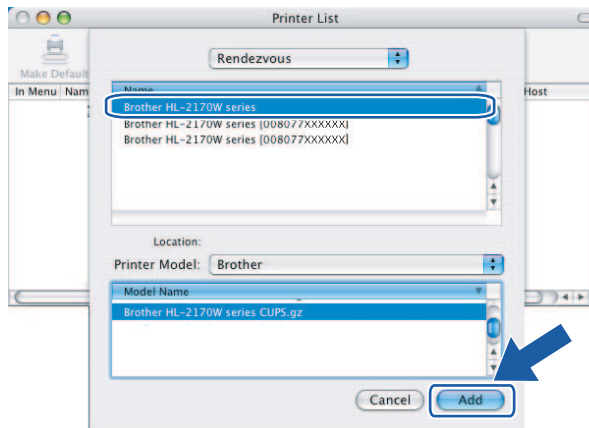 Printer List
Make Default
In Menu Nam
Host
Rendezvous
Name
Brother HL-2170W series
Brother HL-2170W series [008077XXXXXX]
Brother HL-2170W series [008077XXXXXX]
Location:
Printer Model: Brother
Model Name
Brother HL-2170W series CUPS.gz
Cancel
Add